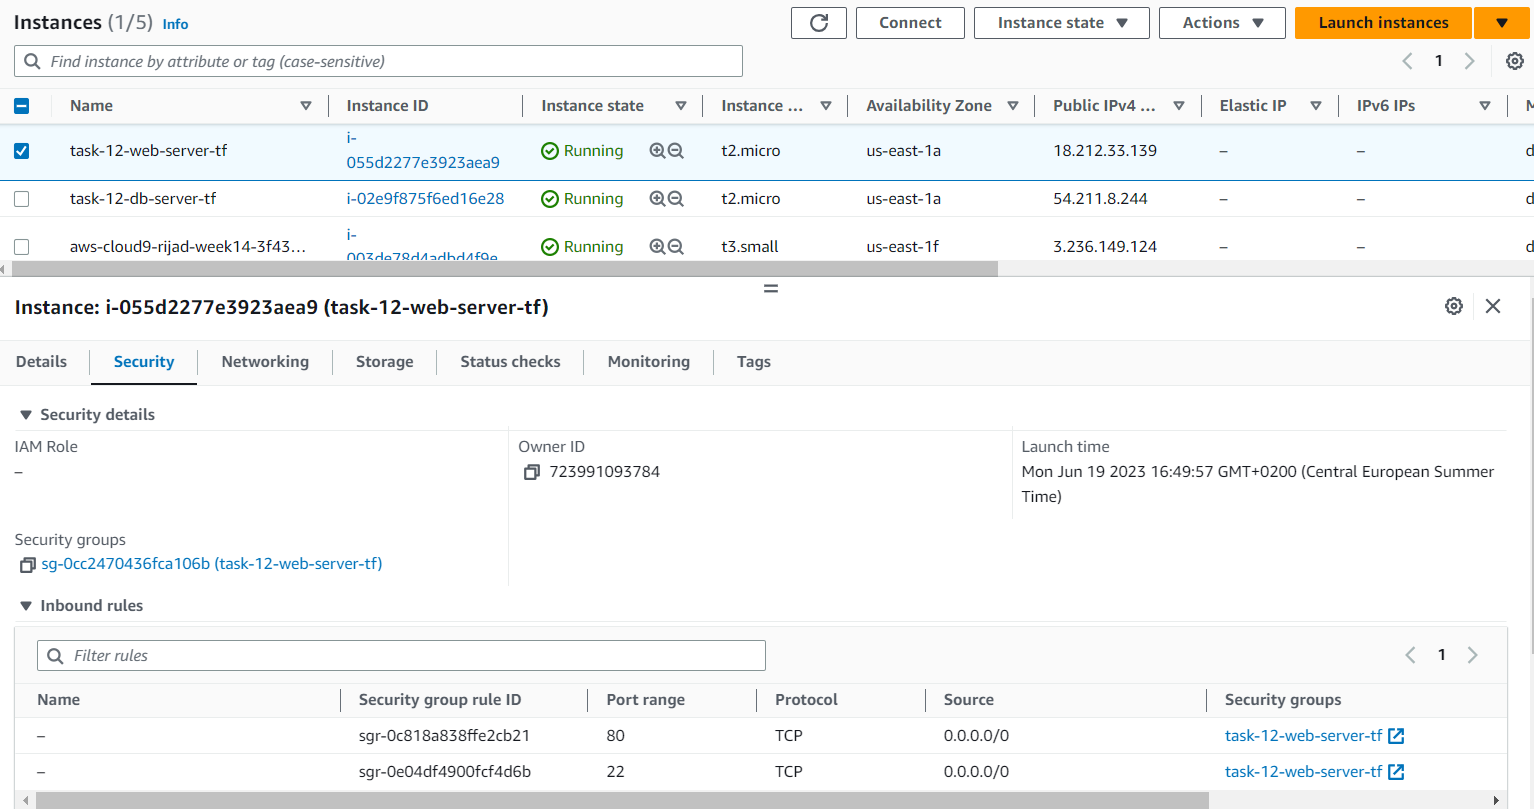 Instances (1/5) Info
Connect Instance state Actions Launch instances
Find instance by attribute or tag (case-sensitive) 1
Name Instance ID Instance state Instance ... Availability Zone Public IPv4 ... Elastic IP IPv6 IPs M
task-12-web-server-tf i-055d2277e3923aea9 Running t2.micro us-east-1a 18.212.33.139 – – d
task-12-db-server-tf i-02e9f875f6ed16e28 Running t2.micro us-east-1a 54.211.8.244 – – d
aws-cloud9-rijad-week14-3f43... i-003de78d4adbd4f9e Running t3.small us-east-1f 3.236.149.124 – – d
Instance: i-055d2277e3923aea9 (task-12-web-server-tf)
Details Security Networking Storage Status checks Monitoring Tags
Security details
IAM Role Owner ID Launch time
– 723991093784 Mon Jun 19 2023 16:49:57 GMT+0200 (Central European Summer
Time)
Security groups
sg-0cc2470436fca106b (task-12-web-server-tf)
Inbound rules
Filter rules 1
Name Security group rule ID Port range Protocol Source Security groups
– sgr-0c818a838ffe2cb21 80 TCP 0.0.0.0/0 task-12-web-server-tf
– sgr-0e04df4900fcf4d6b 22 TCP 0.0.0.0/0 task-12-web-server-tf